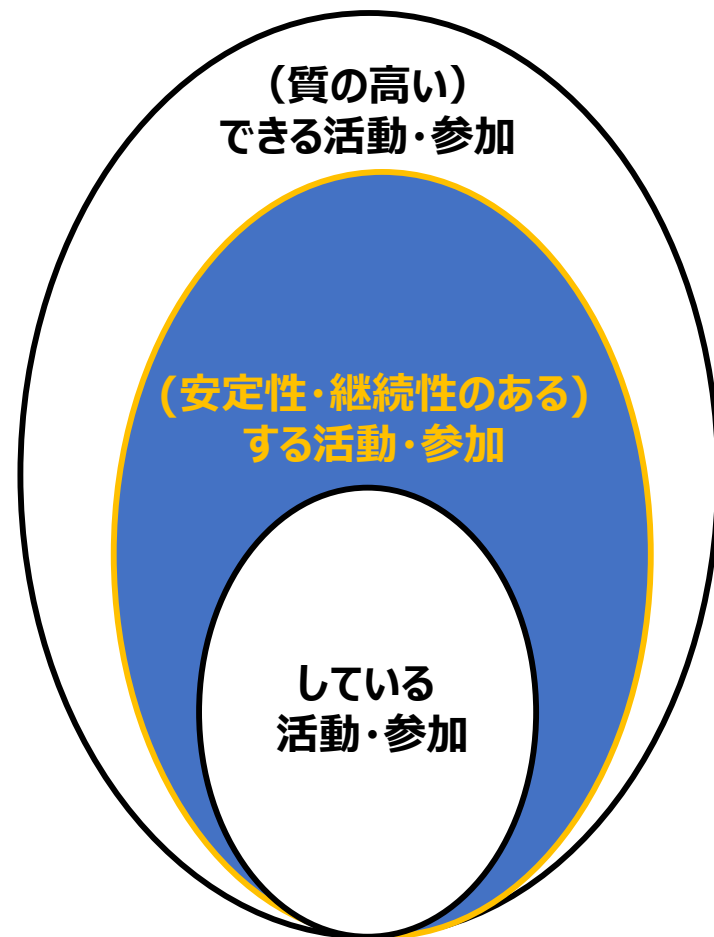 （質の高い）
できる活動・参加
(安定性・継続性のある)
する活動・参加
している
活動・参加